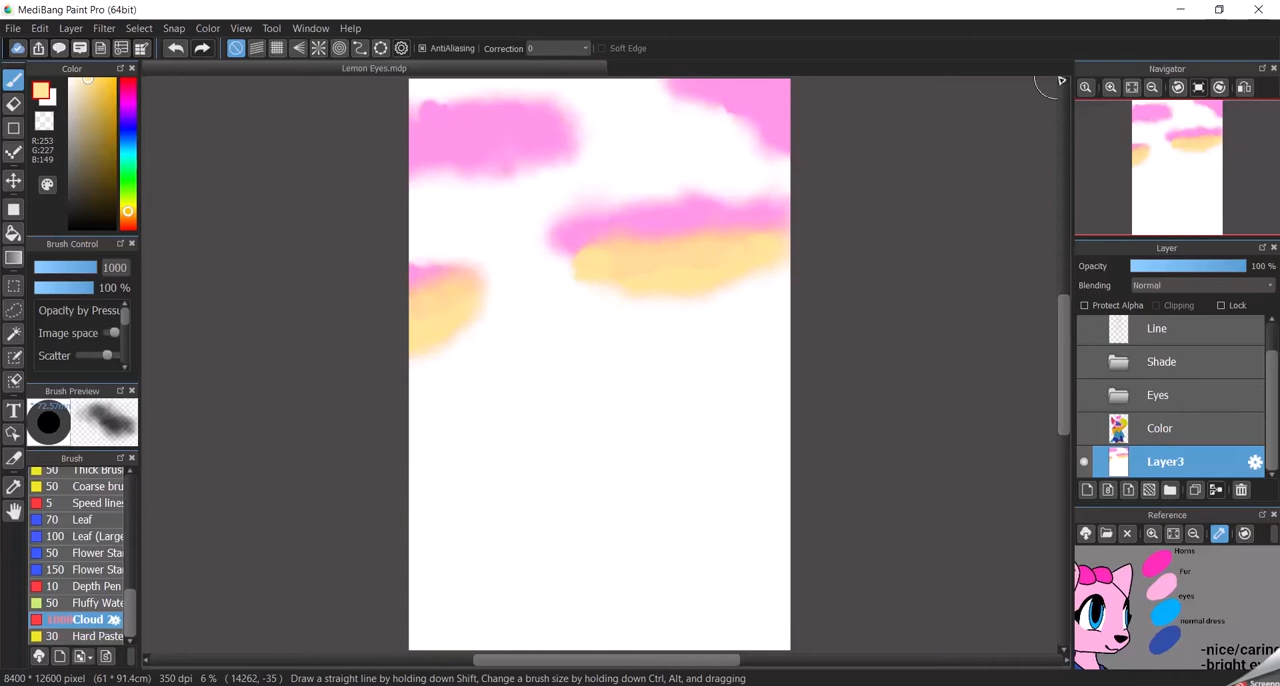 MediBang Paint Pro (64bit)
File Edit Layer Filter Select Snap Color View Tool Window Help
AntiAliasing Correction 0 Soft Edge
Color
Lemon Eyes.mdp
Navigator
R:253
G:227
B:149
Brush Control
1000
100 %
Opacity by Pressu
Image space
Scatter
Brush Preview
Brush
50 Thick Brus
50 Coarse bru
5 Speed lines
70 Leaf
100 Leaf (Large
50 Flower Sta
150 Flower Sta
10 Depth Pen
50 Fluffy Wate
Cloud 2
30 Hard Paste
Layer
Opacity 100 %
Blending Normal
Protect Alpha Clipping Lock
Line
Shade
Eyes
Color
Layer3
Reference
Horns
Fur
eyes
normal dress
-nice/carin
-bright e
8400 * 12600 pixel (61 * 91.4cm) 350 dpi 6 % ( 14262, -35 ) Draw a straight line by holding down Shift, Change a brush size by holding down Ctrl, Alt, and dragging